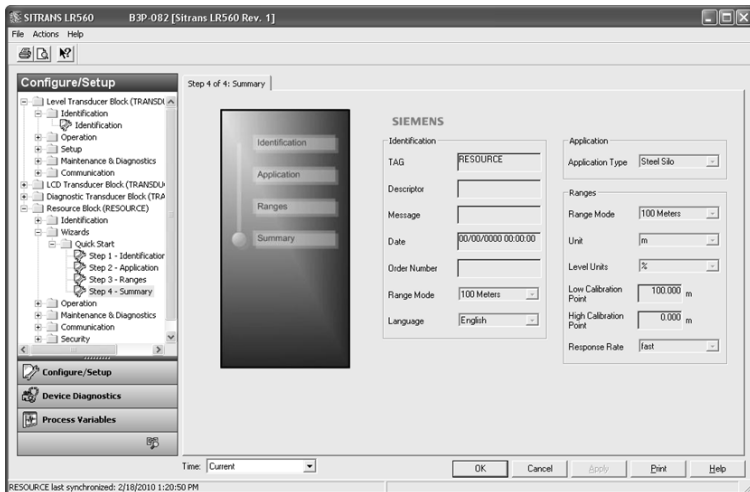 SITRANS LR560 B3P-082 [Sitrans LR560 Rev. 1]
File Actions Help
Configure/Setup
Level Transducer Block (TRANSDU
Identification
Identification
Operation
Setup
Maintenance & Diagnostics
Communication
LCD Transducer Block (TRANSDU
Diagnostic Transducer Block (TRA
Resource Block (RESOURCE)
Identification
Wizards
Quick Start
Step 1 - Identification
Step 2 - Application
Step 3 - Ranges
Step 4 - Summary
Operation
Maintenance & Diagnostics
Communication
Security
Configure/Setup
Device Diagnostics
Process Variables
Step 4 of 4: Summary
Identification
Application
Ranges
Summary
SIEMENS
Identification
TAG RESOURCE
Descriptor
Message
Date 00/00/0000 00:00:00
Order Number
Range Mode 100 Meters
Language English
Application
Application Type Steel Silo
Ranges
Range Mode 100 Meters
Unit m
Level Units %
Low Calibration
Point 100.000 m
High Calibration
Point 0.000 m
Response Rate fast
Time: Current
OK Cancel Apply Print Help
RESOURCE last synchronized: 2/18/2010 1:20:50 PM